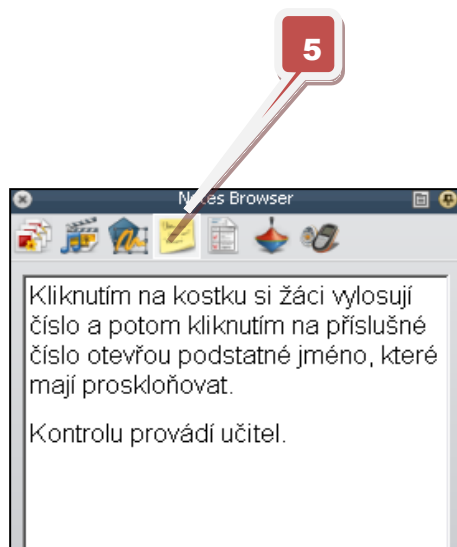 5
Notes Browser
Kliknutím na kostku si žáci vylosují
číslo a potom kliknutím na příslušné
číslo otevřou podstatné jméno, které
mají proskloňovat.
Kontrolu provádí učitel.